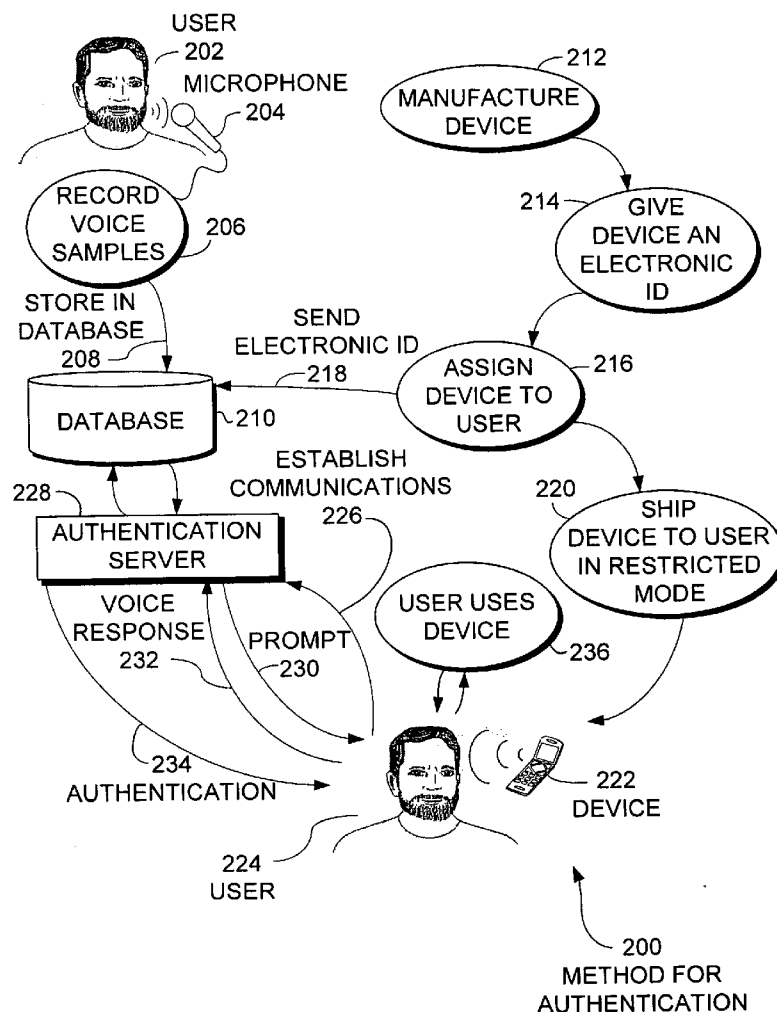 USER
202
MICROPHONE
204
RECORD
VOICE
SAMPLES
206
STORE IN
DATABASE
208
DATABASE
210
212
MANUFACTURE
DEVICE
214
GIVE
DEVICE AN
ELECTRONIC
ID
SEND
ELECTRONIC ID
218
ASSIGN
DEVICE TO
USER
216
ESTABLISH
COMMUNICATIONS
226
220
SHIP
DEVICE TO USER
IN RESTRICTED
MODE
228
AUTHENTICATION
SERVER
VOICE
RESPONSE
232
PROMPT
230
USER USES
DEVICE
236
234
AUTHENTICATION
222
DEVICE
224
USER
200
METHOD FOR
AUTHENTICATION